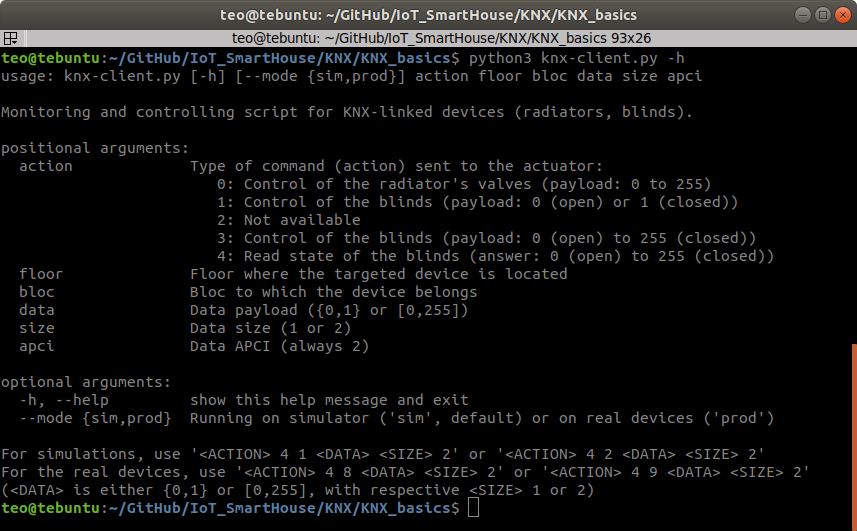 teo@tebuntu: ~/GitHub/IoT_SmartHouse/KNX/KNX_basics
teo@tebuntu: ~/GitHub/IoT_SmartHouse/KNX/KNX_basics 93x26
teo@tebuntu:~/GitHub/IoT_SmartHouse/KNX/KNX_basics$ python3 knx-client.py -h
usage: knx-client.py [-h] [--mode {sim,prod}] action floor bloc data size apci
Monitoring and controlling script for KNX-linked devices (radiators, blinds).
positional arguments:
  action             Type of command (action) sent to the actuator:
                        0: Control of the radiator's valves (payload: 0 to 255)
                        1: Control of the blinds (payload: 0 (open) or 1 (closed))
                        2: Not available
                        3: Control of the blinds (payload: 0 (open) to 255 (closed))
                        4: Read state of the blinds (answer: 0 (open) to 255 (closed))
  floor              Floor where the targeted device is located
  bloc               Bloc to which the device belongs
  data               Data payload ({0,1} or [0,255])
  size               Data size (1 or 2)
  apci               Data APCI (always 2)
optional arguments:
  -h, --help         show this help message and exit
  --mode {sim,prod}  Running on simulator ('sim', default) or on real devices ('prod')
For simulations, use '<ACTION> 4 1 <DATA> <SIZE> 2' or '<ACTION> 4 2 <DATA> <SIZE> 2'
For the real devices, use '<ACTION> 4 8 <DATA> <SIZE> 2' or '<ACTION> 4 9 <DATA> <SIZE> 2'
(<DATA> is either {0,1} or [0,255], with respective <SIZE> 1 or 2)
teo@tebuntu:~/GitHub/IoT_SmartHouse/KNX/KNX_basics$